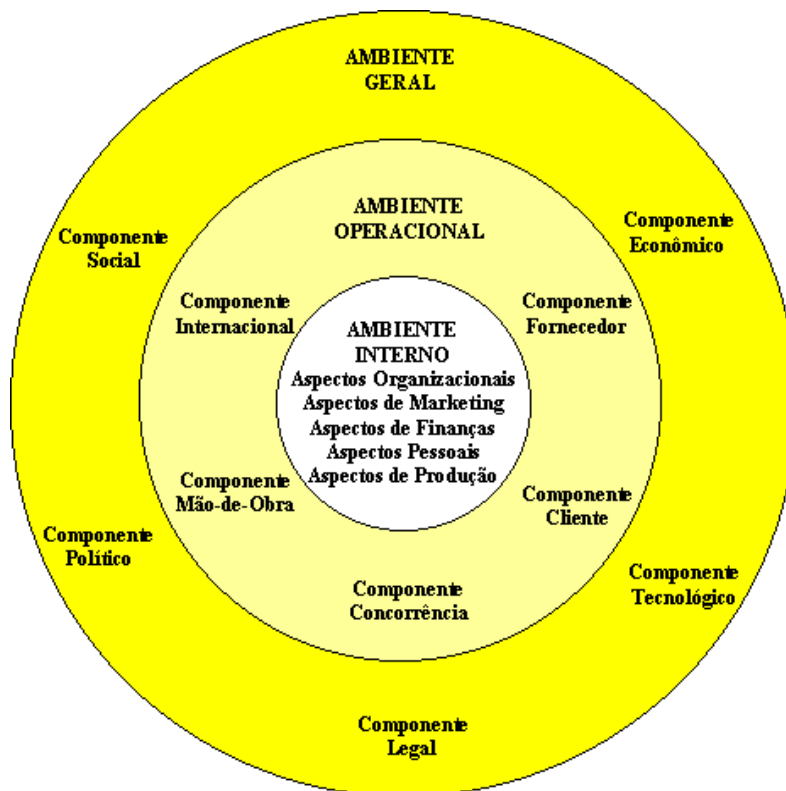 AMBIENTE
GERAL
Componente
Social
Componente
Econômico
AMBIENTE
OPERACIONAL
Componente
Internacional
Componente
Fornecedor
AMBIENTE
INTERNO
Aspectos Organizacionais
Aspectos de Marketing
Aspectos de Finanças
Aspectos Pessoais
Aspectos de Produção
Componente
Mão-de-Obra
Componente
Cliente
Componente
Concorrência
Componente
Político
Componente
Tecnológico
Componente
Legal